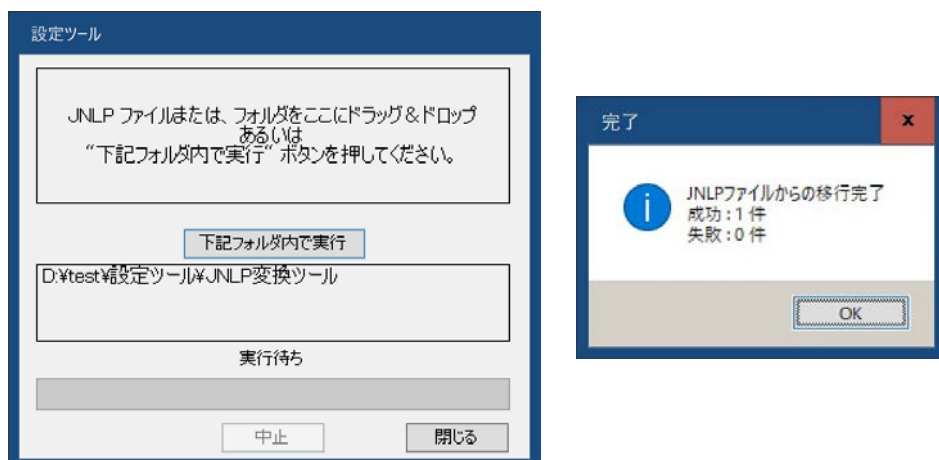 設定ツール
JNLP ファイルまたは、フォルダをここにドラッグ&ドロップ
あるいは
“下記フォルダ内で実行“ ボタンを押してください。
下記フォルダ内で実行
D:¥test¥設定ツール¥JNLP変換ツール
実行待ち
中止
閉じる
完了
x
JNLPファイルからの移行完了
成功:1 件
失敗:0 件
OK